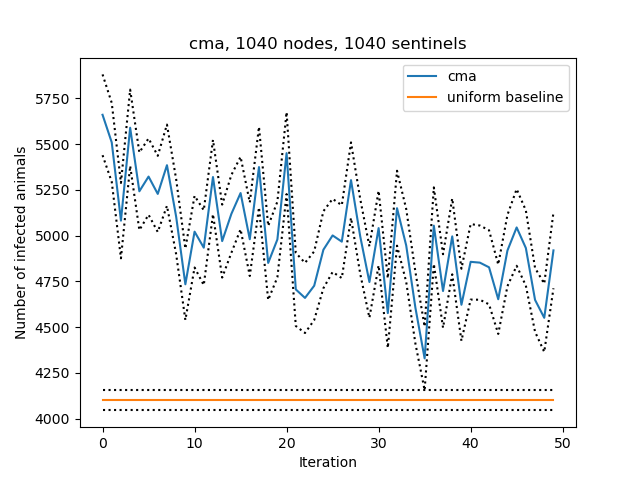 cma, 1040 nodes, 1040 sentinels
cma
uniform baseline
Number of infected animals
5750
5500
5250
5000
4750
4500
4250
4000
0 10 20 30 40 50
Iteration